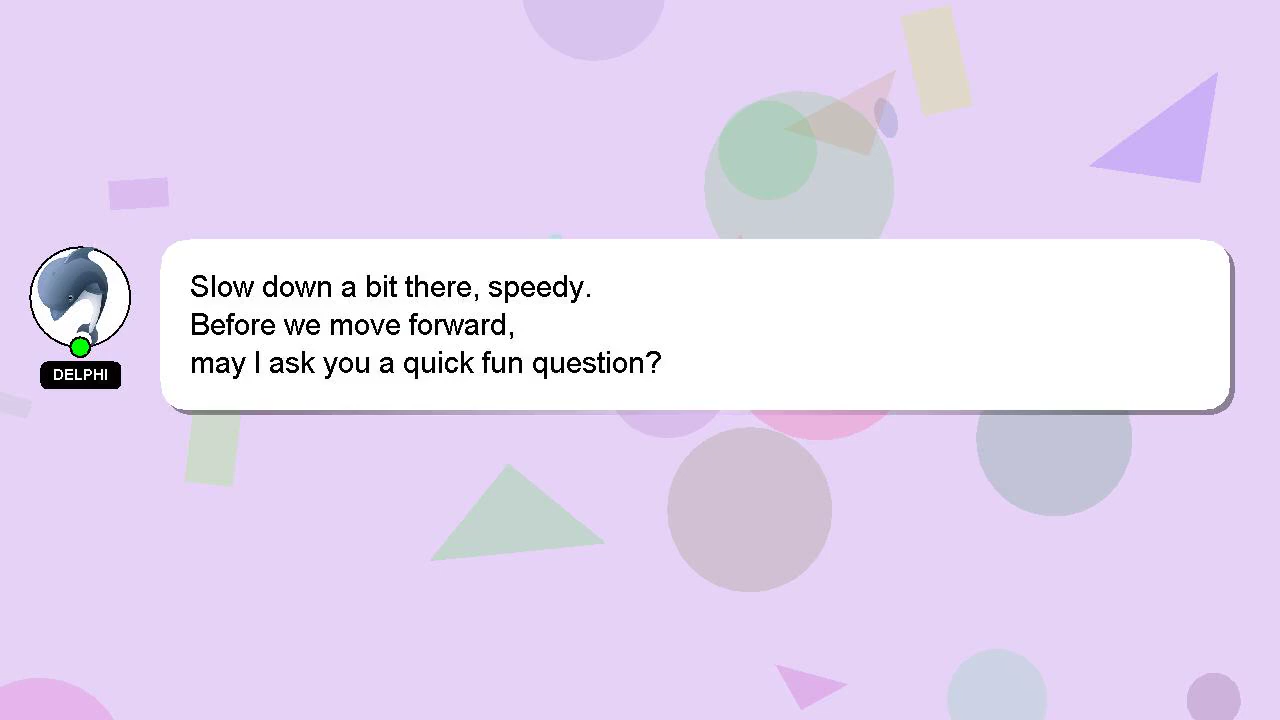 Slow down a bit there, speedy.
Before we move forward,
may I ask you a quick fun question?
DELPHI